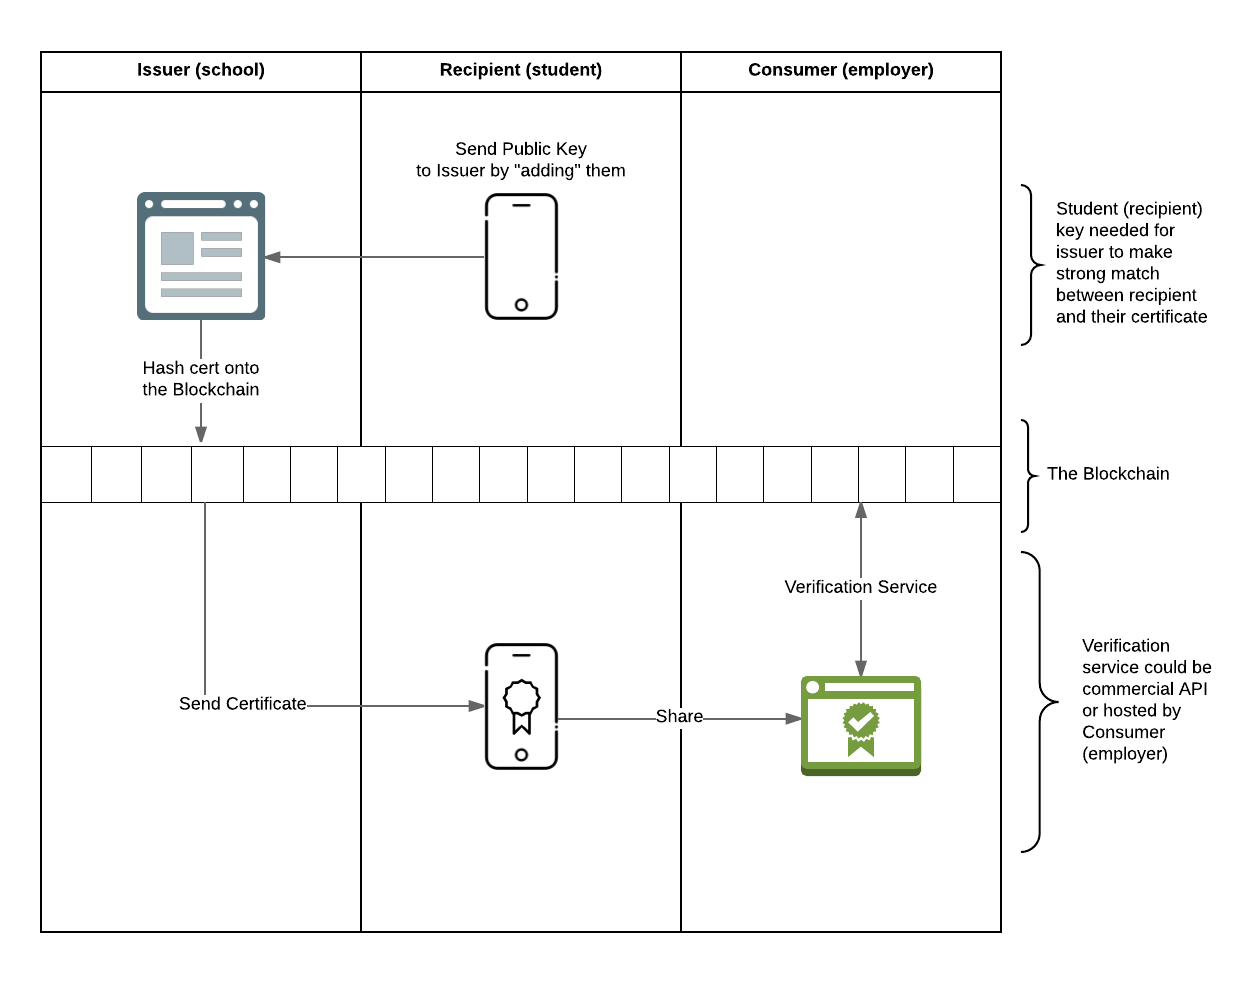 Issuer (school)
Recipient (student)
Consumer (employer)
Send Public Key
to Issuer by "adding" them
Student (recipient)
key needed for
issuer to make
strong match
between recipient
and their certificate
Hash cert onto
the Blockchain
The Blockchain
Verification Service
Send Certificate
Share
Verification
service could be
commercial API
or hosted by
Consumer
(employer)